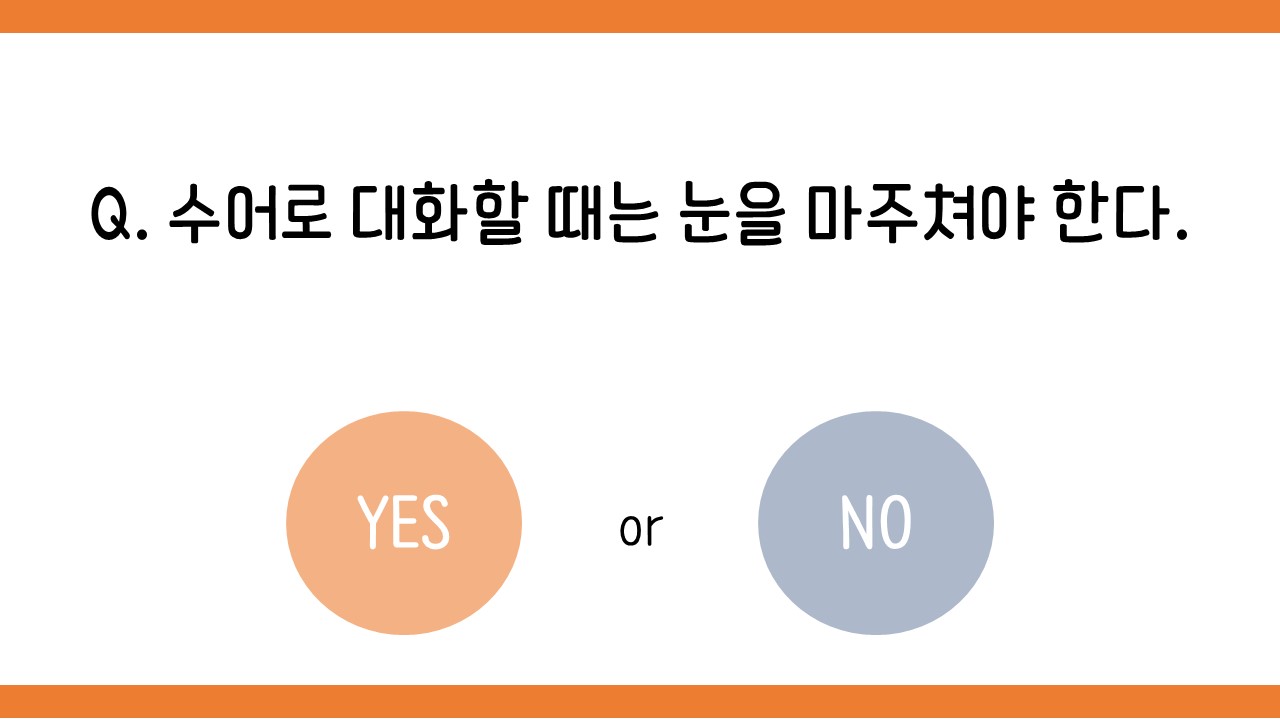 Q. 수어로 대화할 때는 눈을 마주쳐야 한다.
YES or NO